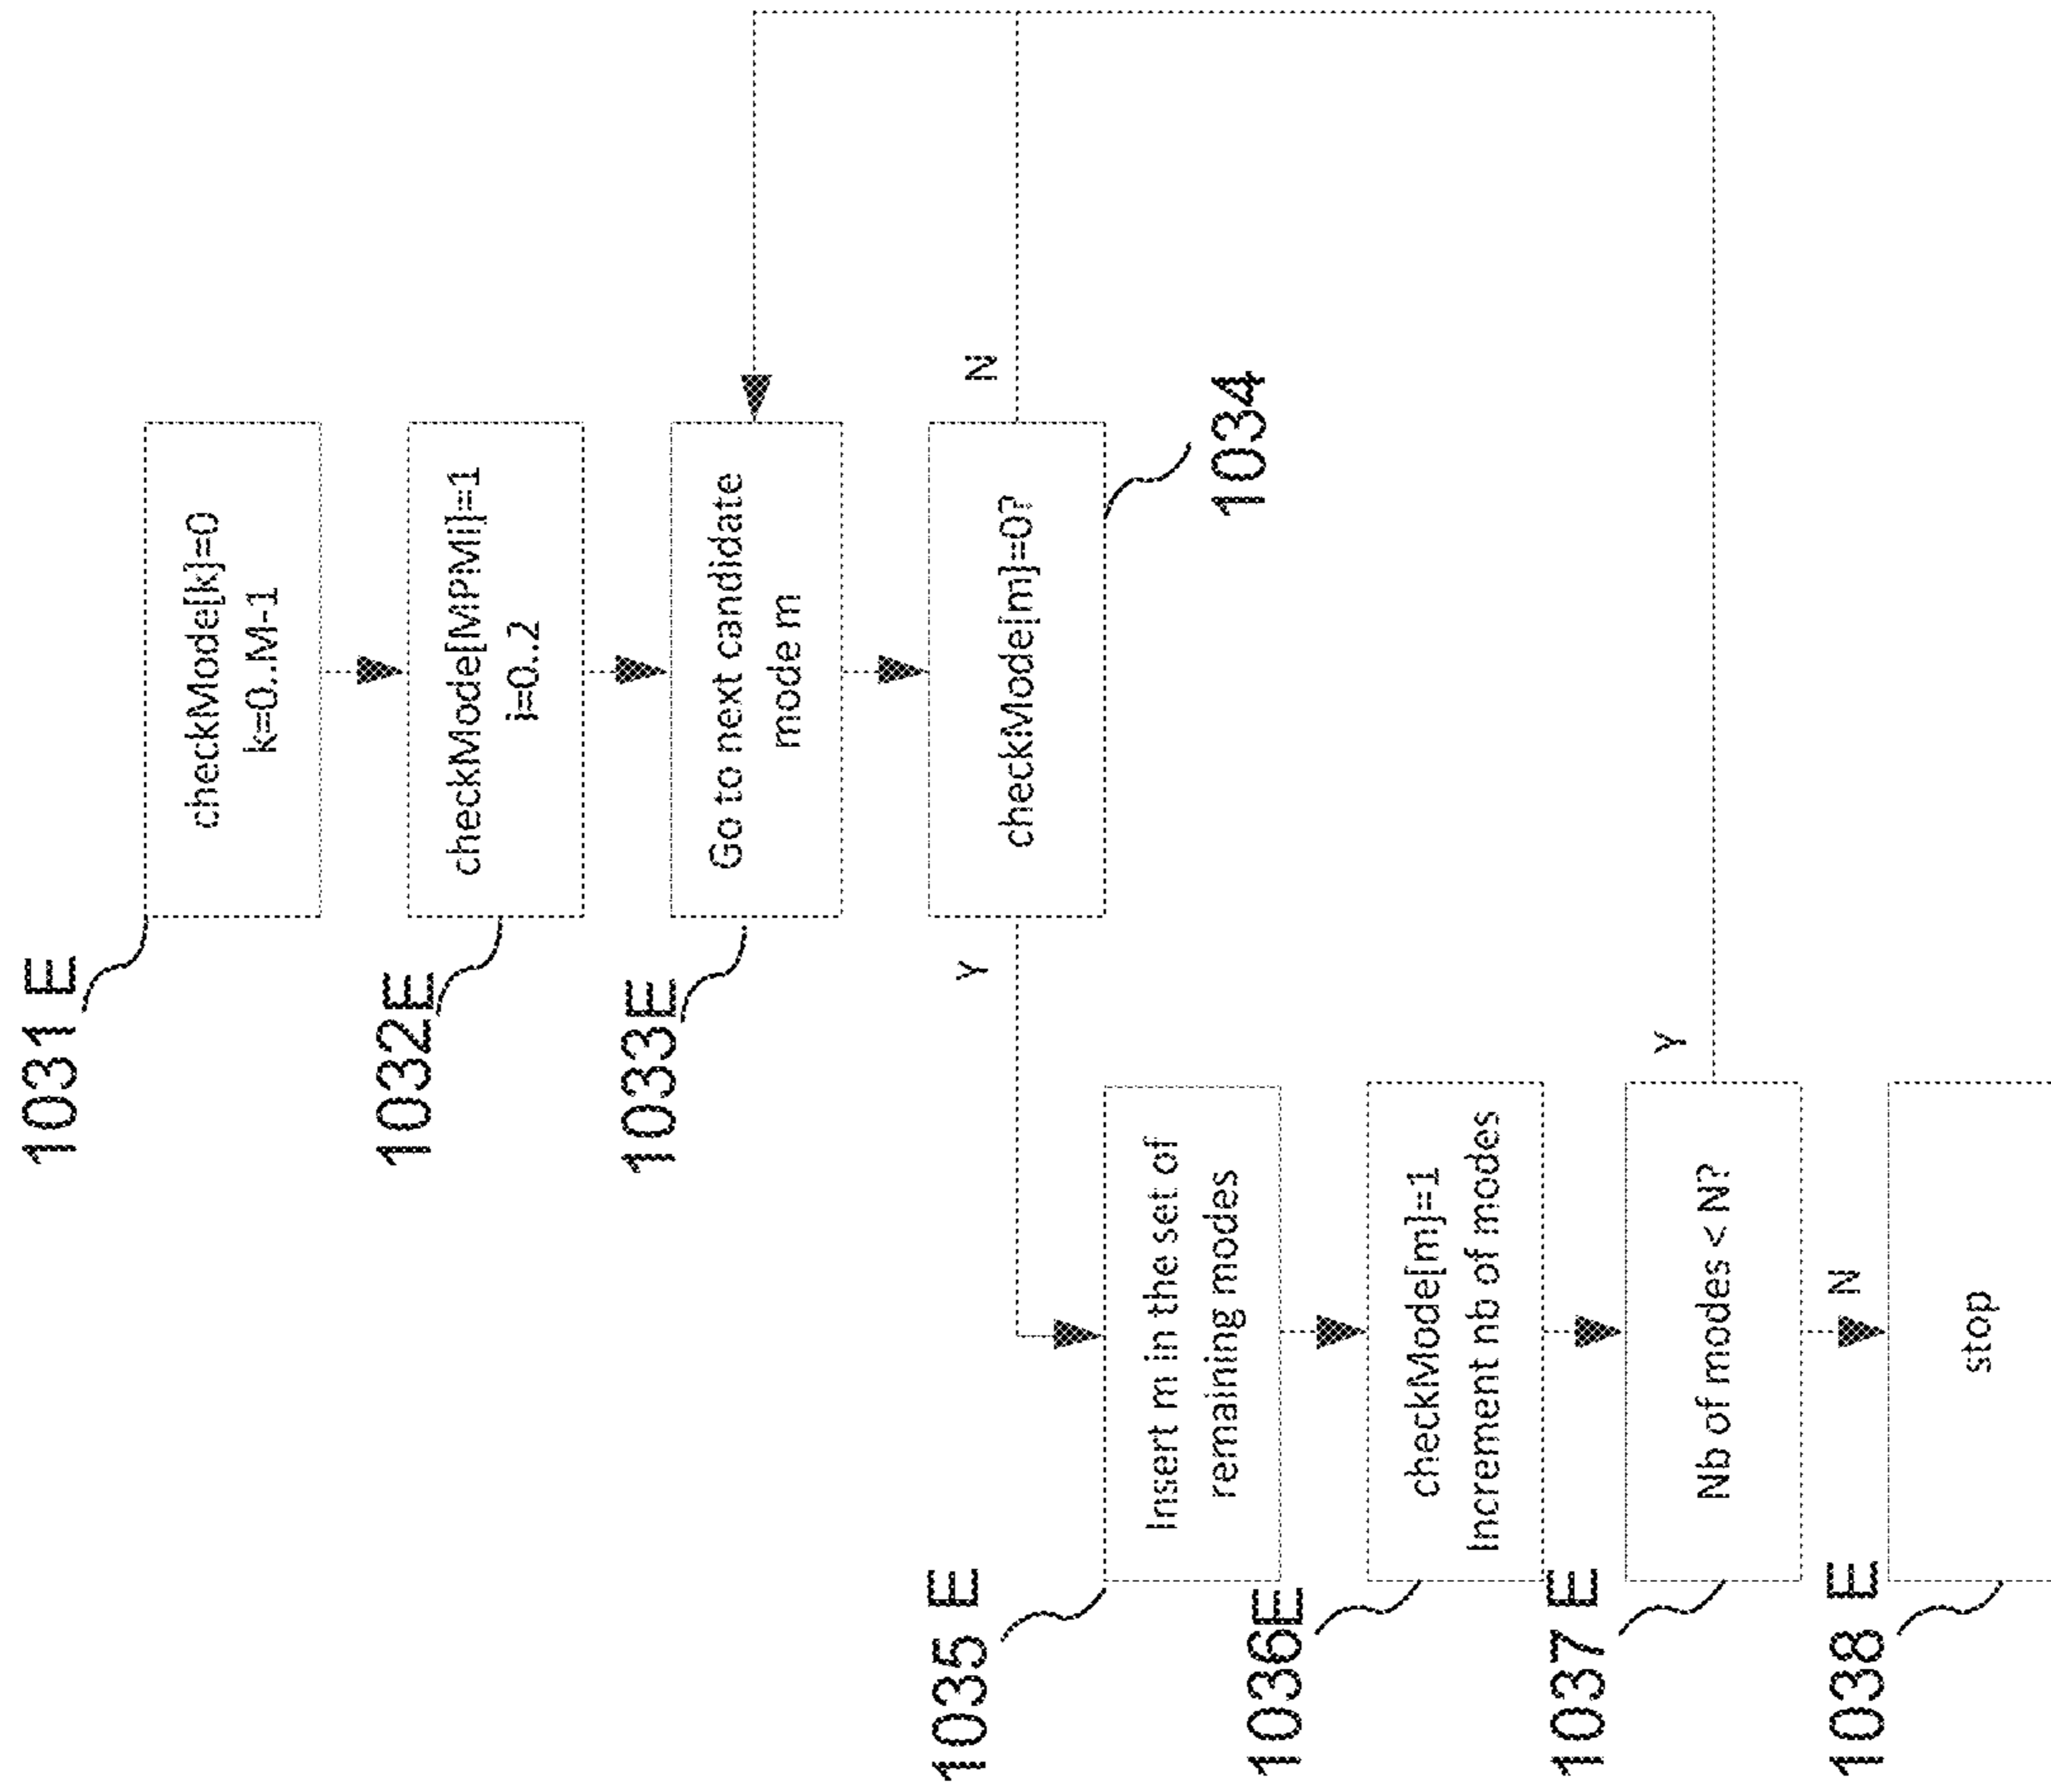 1031 E
checkMode[k]=0
k=0..M-1
1032E
checkMode[MPMi]=1
i=0..2
1033E
Go to next candidate
mode m
checkMode[m]=0?
1034
Y
N
1035 E
Insert m in the set of
remaining modes
1036E
checkMode[m]=1
Increment nb of modes
1037 E
Nb of modes < N?
Y
N
1038 E
stop